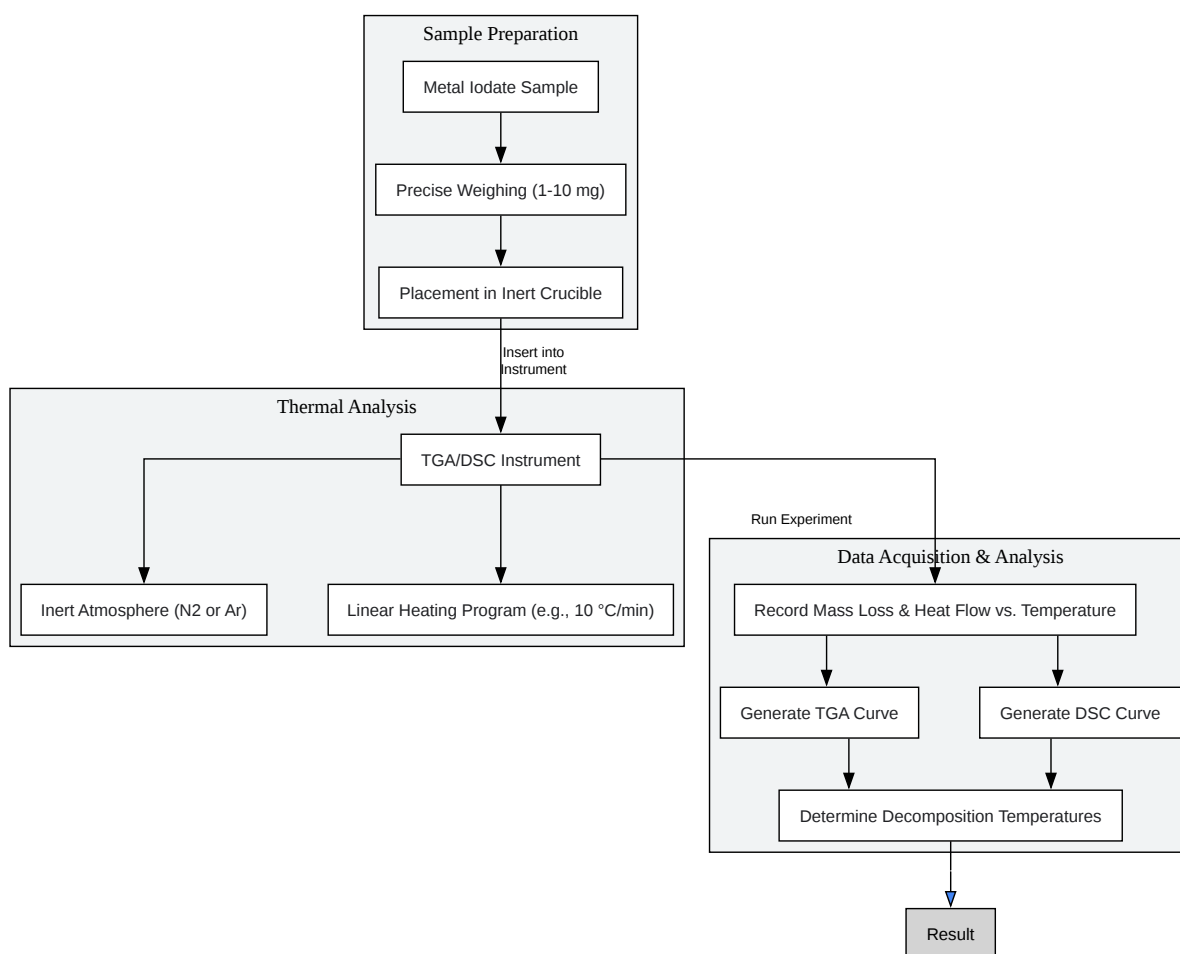 Sample Preparation
Metal Iodate Sample
Precise Weighing (1-10 mg)
Placement in Inert Crucible
Insert into
Instrument
Thermal Analysis
TGA/DSC Instrument
Inert Atmosphere (N2 or Ar)
Linear Heating Program (e.g., 10 °C/min)
Run Experiment
Data Acquisition & Analysis
Record Mass Loss & Heat Flow vs. Temperature
Generate TGA Curve
Generate DSC Curve
Determine Decomposition Temperatures
Result